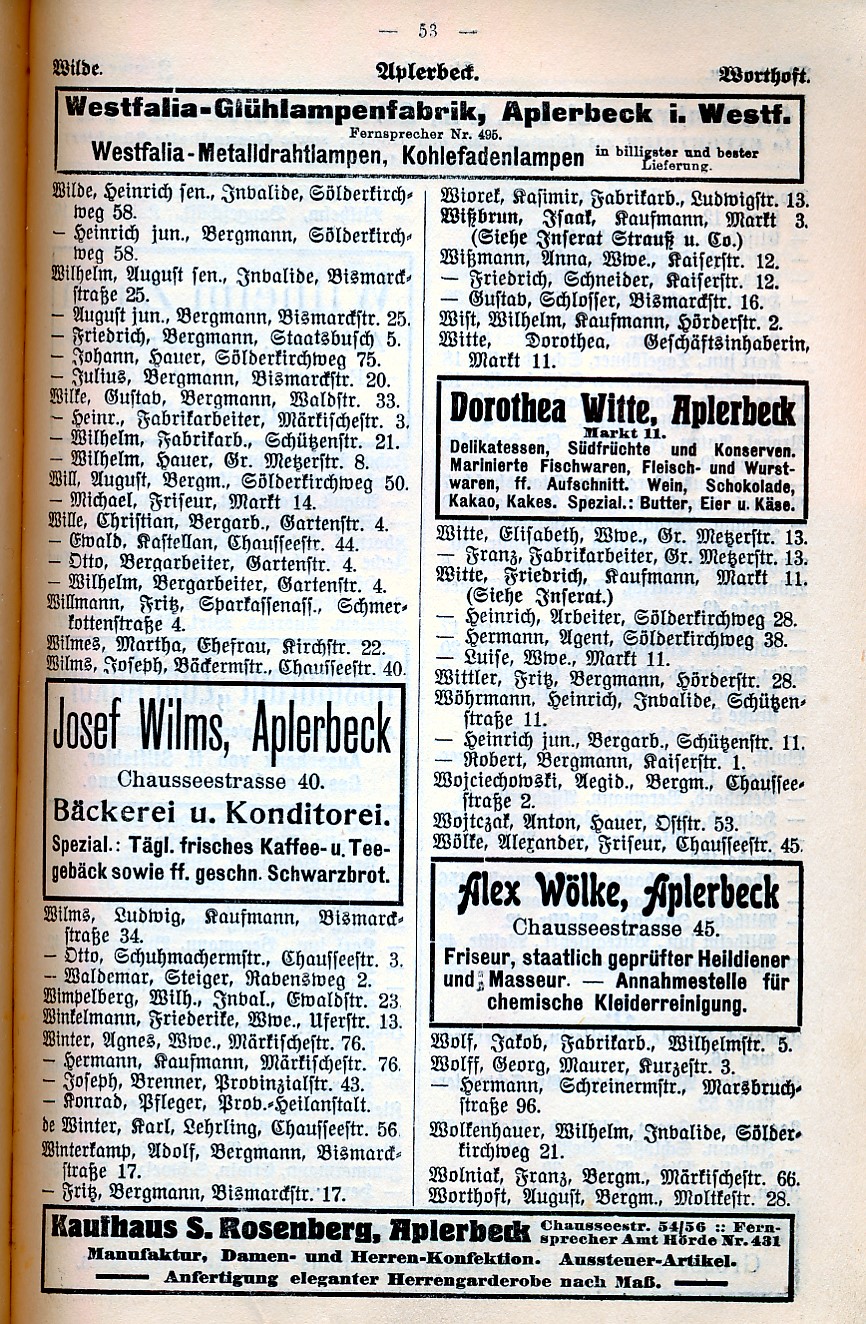 — 53 —
Wilde. Aplerbeck. Worthoft.
Westfalia-Glühlampenfabrik, Aplerbeck i. Westf.
Fernsprecher Nr. 495.
Westfalia-Metalldrahtlampen, Kohlefadenlampen in billigster und bester
Lieferung.
Wilde, Heinrich sen., Invalide, Sölderkirch-
weg 58.
— Heinrich jun., Bergmann, Sölderkirch-
weg 58.
Wilhelm, August sen., Invalide, Bismarck-
straße 25.
— August jun., Bergmann, Bismarckstr. 25.
— Friedrich, Bergmann, Staatsbusch 5.
— Johann, Hauer, Sölderkirchweg 75.
— Julius, Bergmann, Bismarckstr. 20.
Wilke, Gustav, Bergmann, Waldstr. 33.
— Heinr., Fabrikarbeiter, Märkischestr. 3.
— Wilhelm, Fabrikarb., Schützenstr. 21.
— Wilhelm, Hauer, Gr. Metzerstr. 8.
Will, August, Bergm., Sölderkirchweg 50.
— Michael, Friseur, Markt 14.
Wille, Christian, Bergarb., Gartenstr. 4.
— Ewald, Kastellan, Chausseestr. 44.
— Otto, Bergarbeiter, Gartenstr. 4.
— Wilhelm, Bergarbeiter, Gartenstr. 4.
Willmann, Fritz, Sparkassenass., Schmer-
kottenstraße 4.
Wilmes, Martha, Ehefrau, Kirchstr. 22.
Wilms, Joseph, Bäckermstr., Chausseestr. 40.
Josef Wilms, Aplerbeck
Chausseestrasse 40.
Bäckerei u. Konditorei.
Spezial.: Tägl. frisches Kaffee- u. Tee-
gebäck sowie ff. geschn. Schwarzbrot.
Wilms, Ludwig, Kaufmann, Bismarck-
straße 34.
— Otto, Schuhmachermstr., Chausseestr. 3.
— Waldemar, Steiger, Rabensweg 2.
Wimpelberg, Wilh., Inval., Ewaldstr. 23
Winkelmann, Friederike, Wwe., Uferstr. 13.
Winter, Agnes, Wwe., Märkischestr. 76.
— Hermann, Kaufmann, Märkischestr. 76.
— Joseph, Brenner, Provinzialstr. 43.
— Konrad, Pfleger, Prov.-Heilanstalt.
de Winter, Karl, Lehrling, Chausseestr. 56.
Winterkamp, Adolf, Bergmann, Bismarck-
straße 17.
— Fritz, Bergmann, Bismarckstr. 17.
Wiorek, Kasimir, Fabrikarb., Ludwigstr. 13.
Wißbrun, Isaak, Kaufmann, Markt 3.
(Siehe Inserat Strauß u. Co.)
Wißmann, Anna, Wwe., Kaiserstr. 12.
— Friedrich, Schneider, Kaiserstr. 12.
— Gustav, Schlosser, Bismarckstr. 16.
Wist, Wilhelm, Kaufmann, Hörderstr. 2.
Witte, Dorothea, Geschäftsinhaberin,
Markt 11.
Dorothea Witte, Aplerbeck
Markt 11.
Delikatessen, Südfrüchte und Konserven.
Marinierte Fischwaren, Fleisch- und Wurst-
waren, ff. Aufschnitt. Wein, Schokolade,
Kakao, Kakes. Spezial.: Butter, Eier u. Käse.
Witte, Elisabeth, Wwe., Gr. Metzerstr. 13.
— Franz, Fabrikarbeiter, Gr. Metzerstr. 13.
Witte, Friedrich, Kaufmann, Markt 11.
(Siehe Inserat.)
— Heinrich, Arbeiter, Sölderkirchweg 28.
— Hermann, Agent, Sölderkirchweg 38.
— Luise, Wwe., Markt 11.
Wittler, Fritz, Bergmann, Hörderstr. 28.
Wöhrmann, Heinrich, Invalide, Schützen-
straße 11.
— Heinrich jun., Bergarb., Schützenstr. 11.
— Robert, Bergmann, Kaiserstr. 1.
Wojciechowski, Aegid., Bergm., Chaussee-
straße 2.
Wojtczak, Anton, Hauer, Oststr. 53.
Wölke, Alexander, Friseur, Chausseestr. 45.
Alex Wölke, Aplerbeck
Chausseestrasse 45.
Friseur, staatlich geprüfter Heildiener
und Masseur. — Annahmestelle für
chemische Kleiderreinigung.
Wolf, Jakob, Fabrikarb., Wilhelmstr. 5.
Wolff, Georg, Maurer, Kurzestr. 3.
— Hermann, Schreinermstr., Marsbruch-
straße 96.
Wolkenhauer, Wilhelm, Invalide, Sölder-
kirchweg 21.
Wolniak, Franz, Bergm., Märkischestr. 66.
Worthoft, August, Bergm., Moltkestr. 28.
Kaufhaus S. Rosenberg, Aplerbeck Chausseestr. 54/56 :: Fern-
sprecher Amt Hörde Nr. 431
Manufaktur, Damen- und Herren-Konfektion. Aussteuer-Artikel.
— Anfertigung eleganter Herrengarderobe nach Maß. —